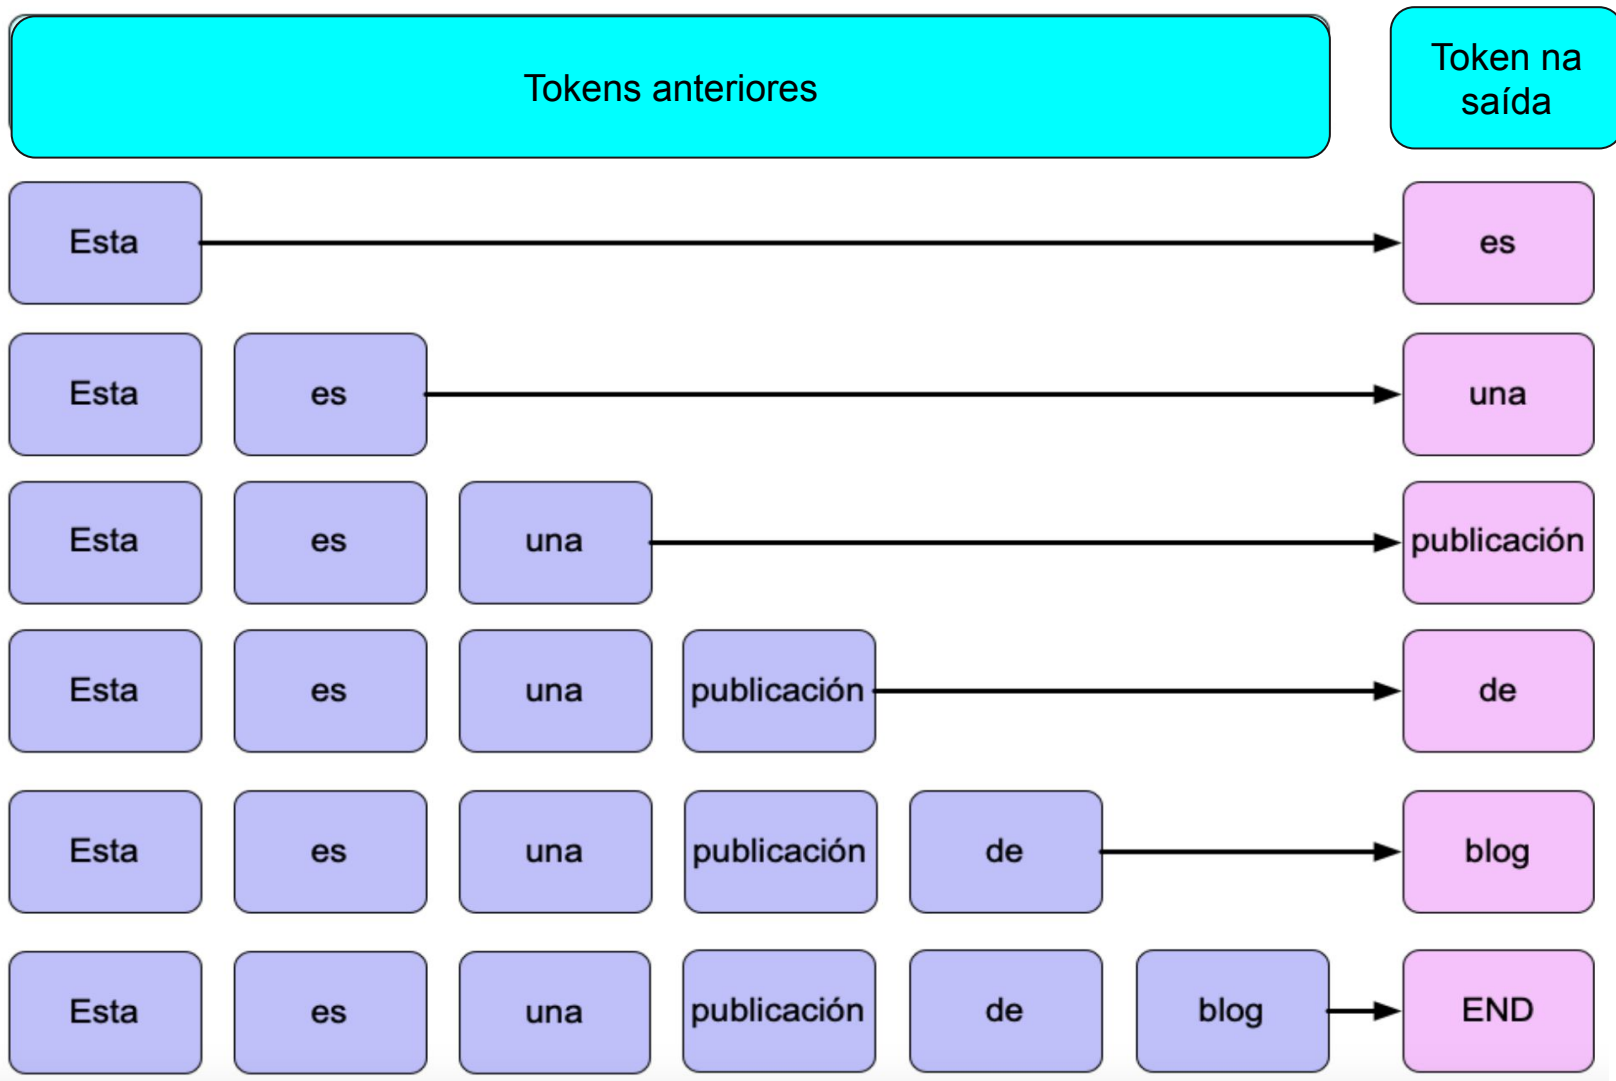 Tokens anteriores
Token na
saída
Esta es
Esta es una
Esta es una publicación
Esta es una publicación de
Esta es una publicación de blog
Esta es una publicación de blog END